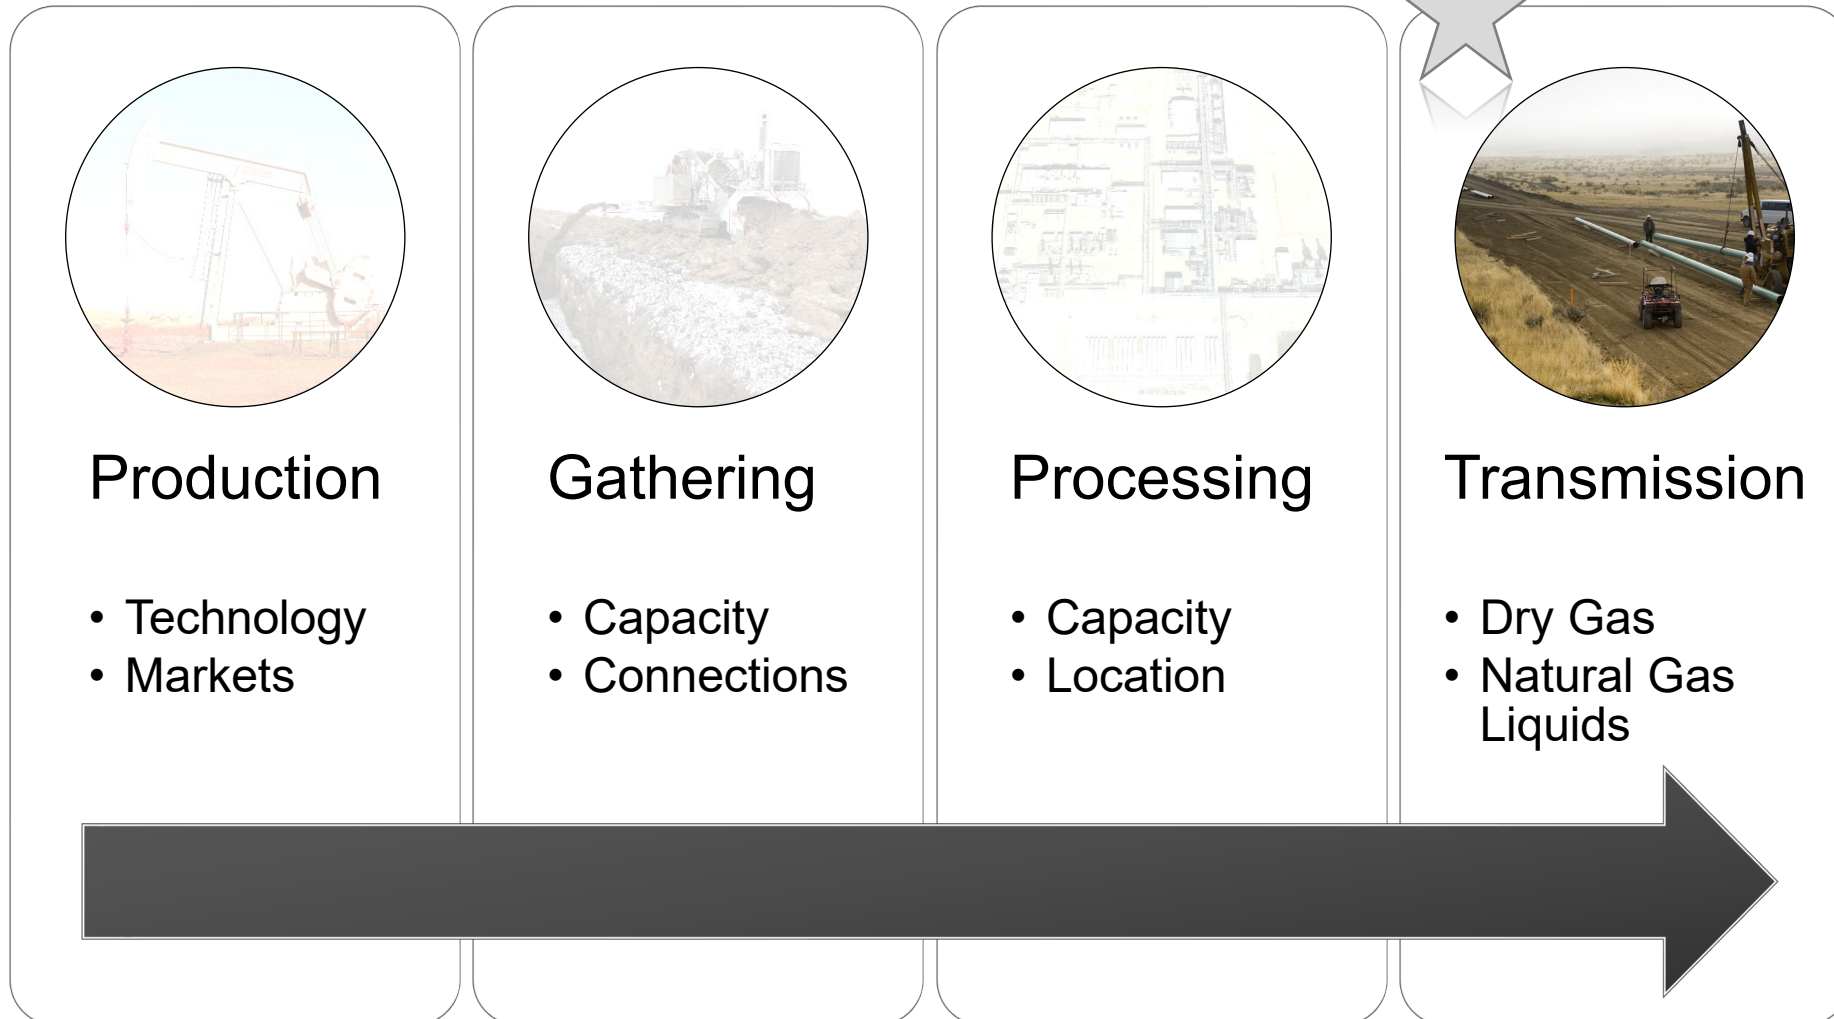 Production
• Technology
• Markets
Gathering
• Capacity
• Connections
Processing
• Capacity
• Location
Transmission
• Dry Gas
• Natural Gas
Liquids